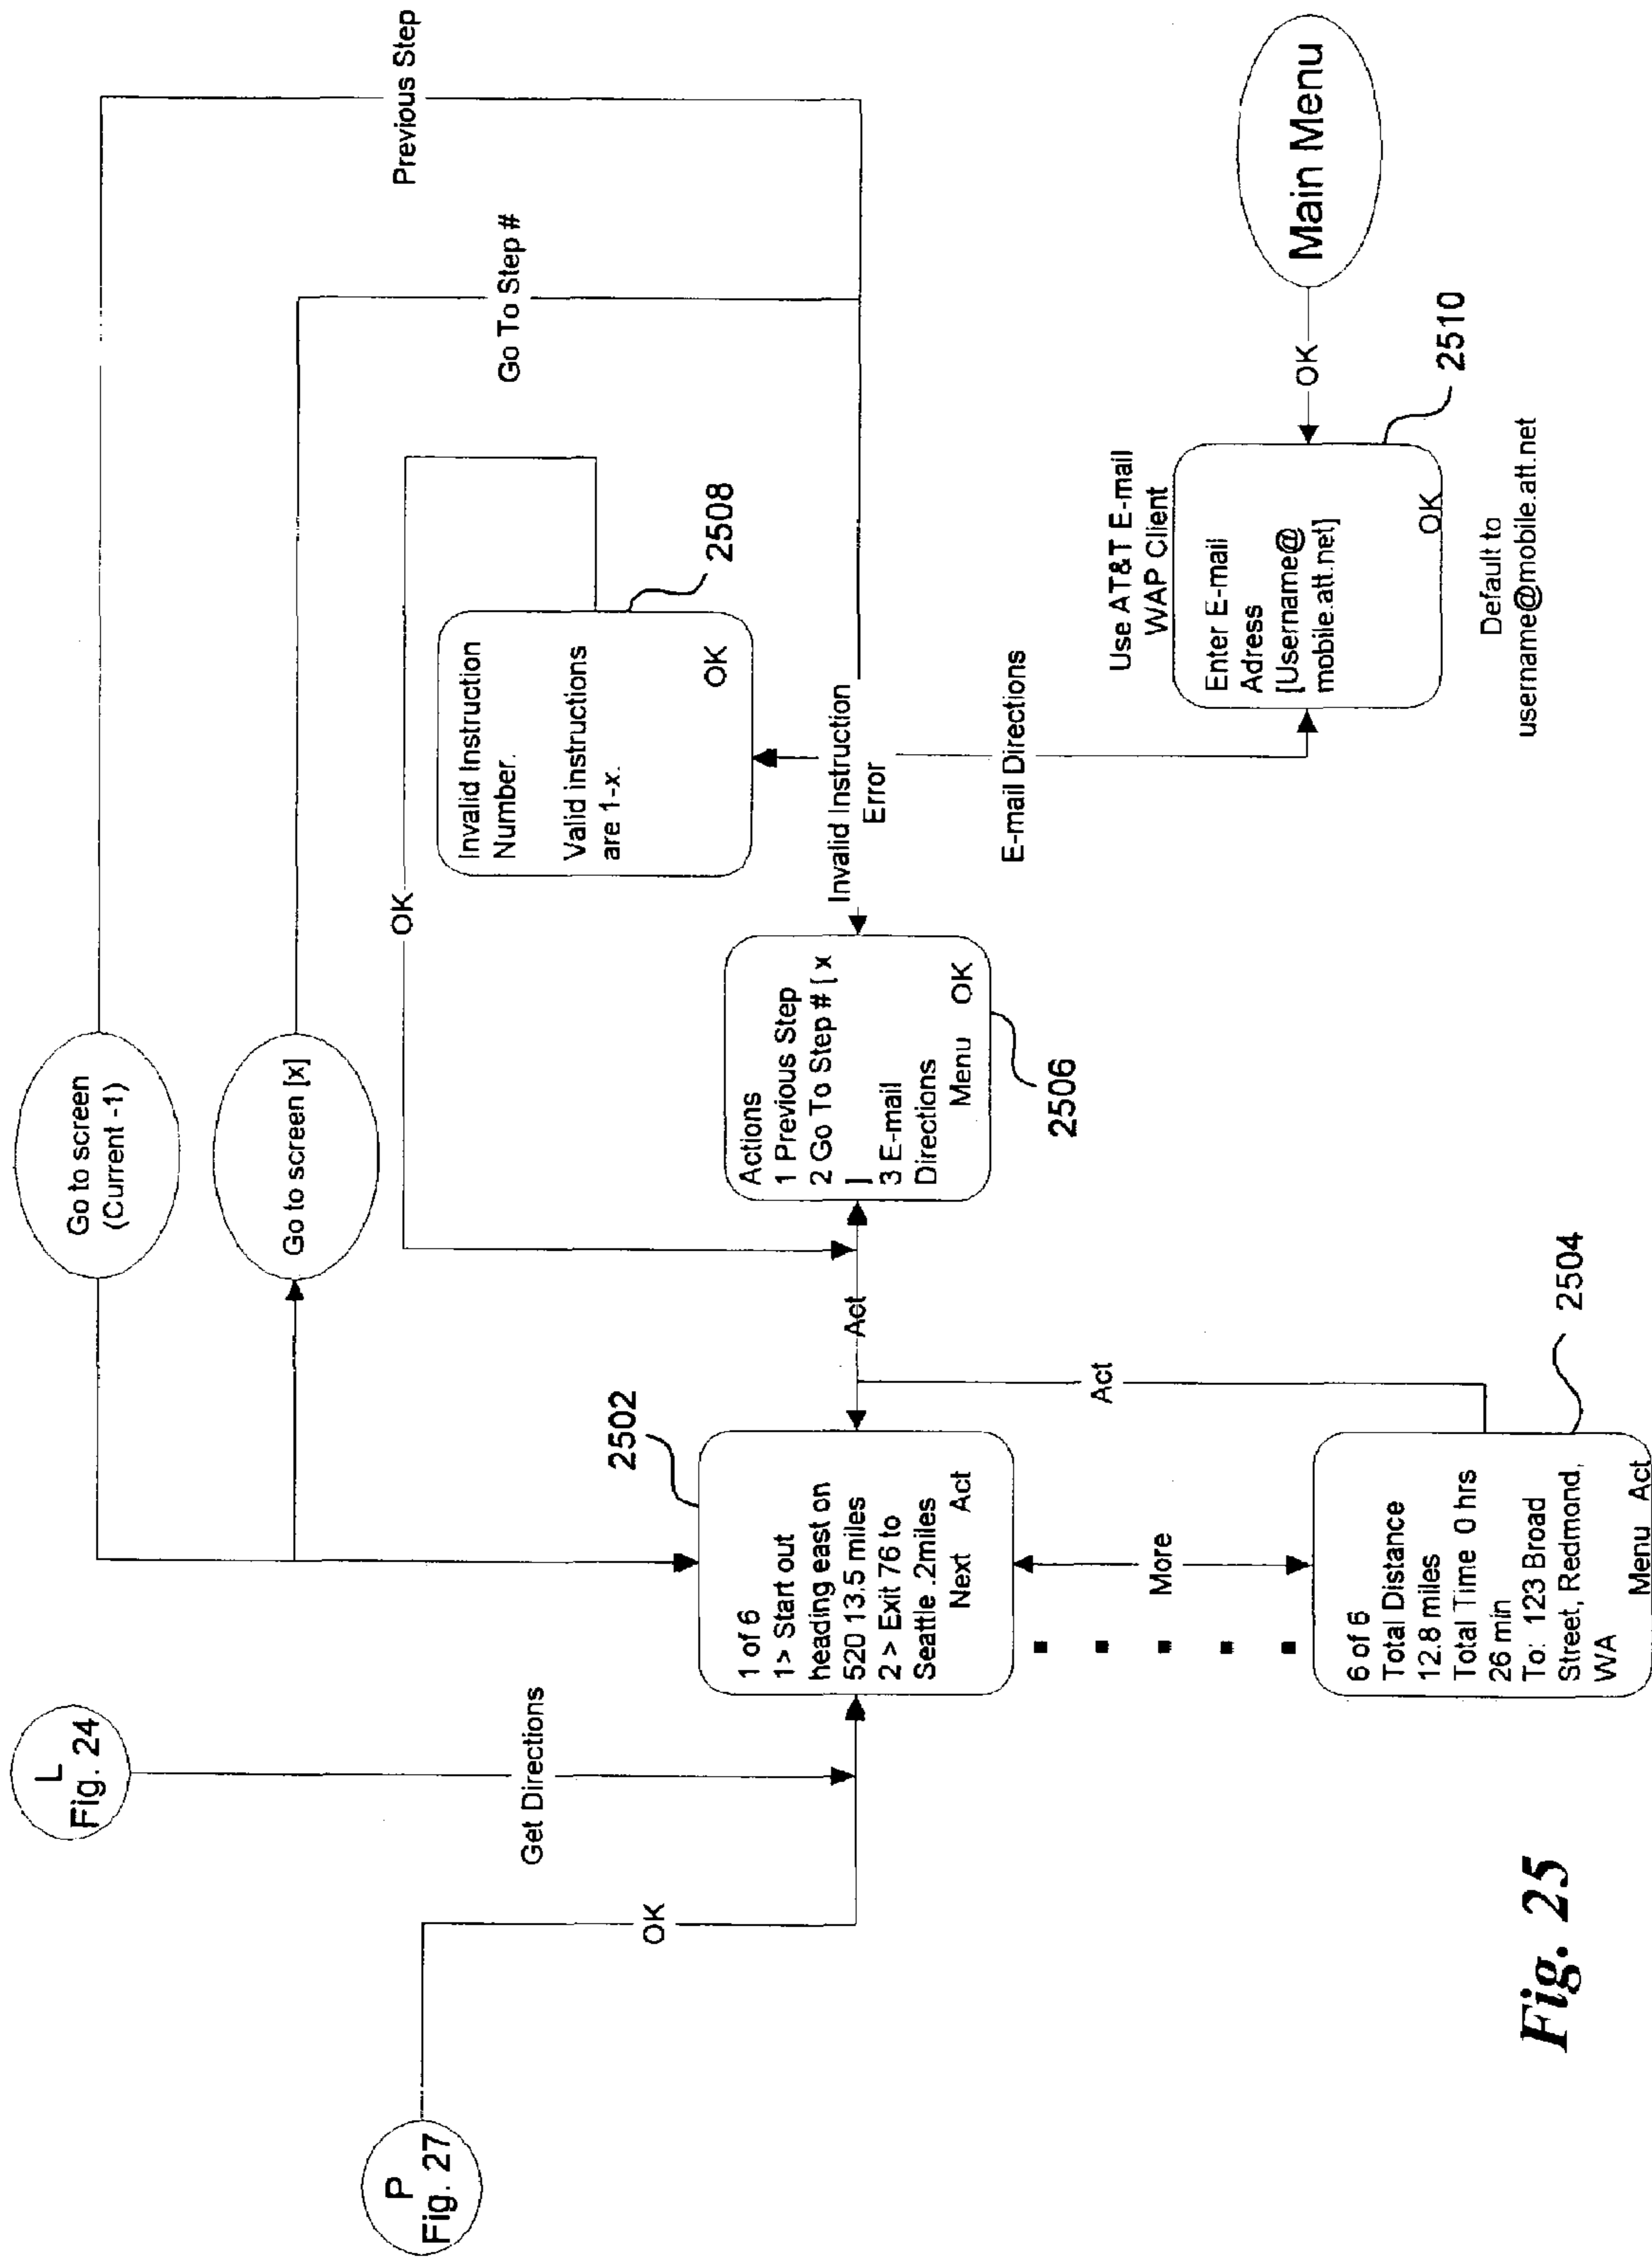 L
Fig. 24
P
Fig. 27
Get Directions
OK
Go to screen
(Current -1)
Go to screen [x]
Previous Step
Go To Step #
OK
2502
1 of 6
1> Start out
heading east on
520 13.5 miles
2 > Exit 76 to
Seattle .2miles
Next Act
More
6 of 6
Total Distance
12.8 miles
Total Time 0 hrs
26 min
To: 123 Broad
Street, Redmond,
WA
Menu Act
2504
Act
Act
Actions
1 Previous Step
2 Go To Step # [ x
]
3 E-mail
Directions
Menu OK
2506
Invalid Instruction
Number.
Valid instructions
are 1-x.
OK
2508
Invalid Instruction
Error
E-mail Directions
Use AT&T E-mail
WAP Client
Enter E-mail
Adress
[Username@
mobile.att.net]
OK
2510
Default to
username@mobile.att.net
OK
Main Menu
Fig. 25